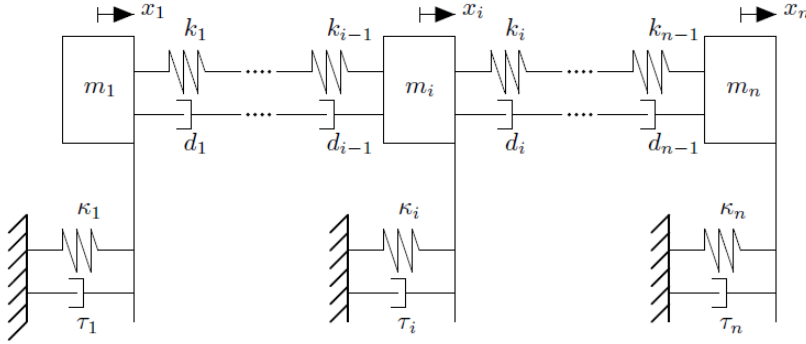 x₁ xᵢ xₙ
k₁ kᵢ₋₁ kᵢ kₙ₋₁
m₁ mᵢ mₙ
d₁ dᵢ₋₁ dᵢ dₙ₋₁
κ₁ κᵢ κₙ
τ₁ τᵢ τₙ